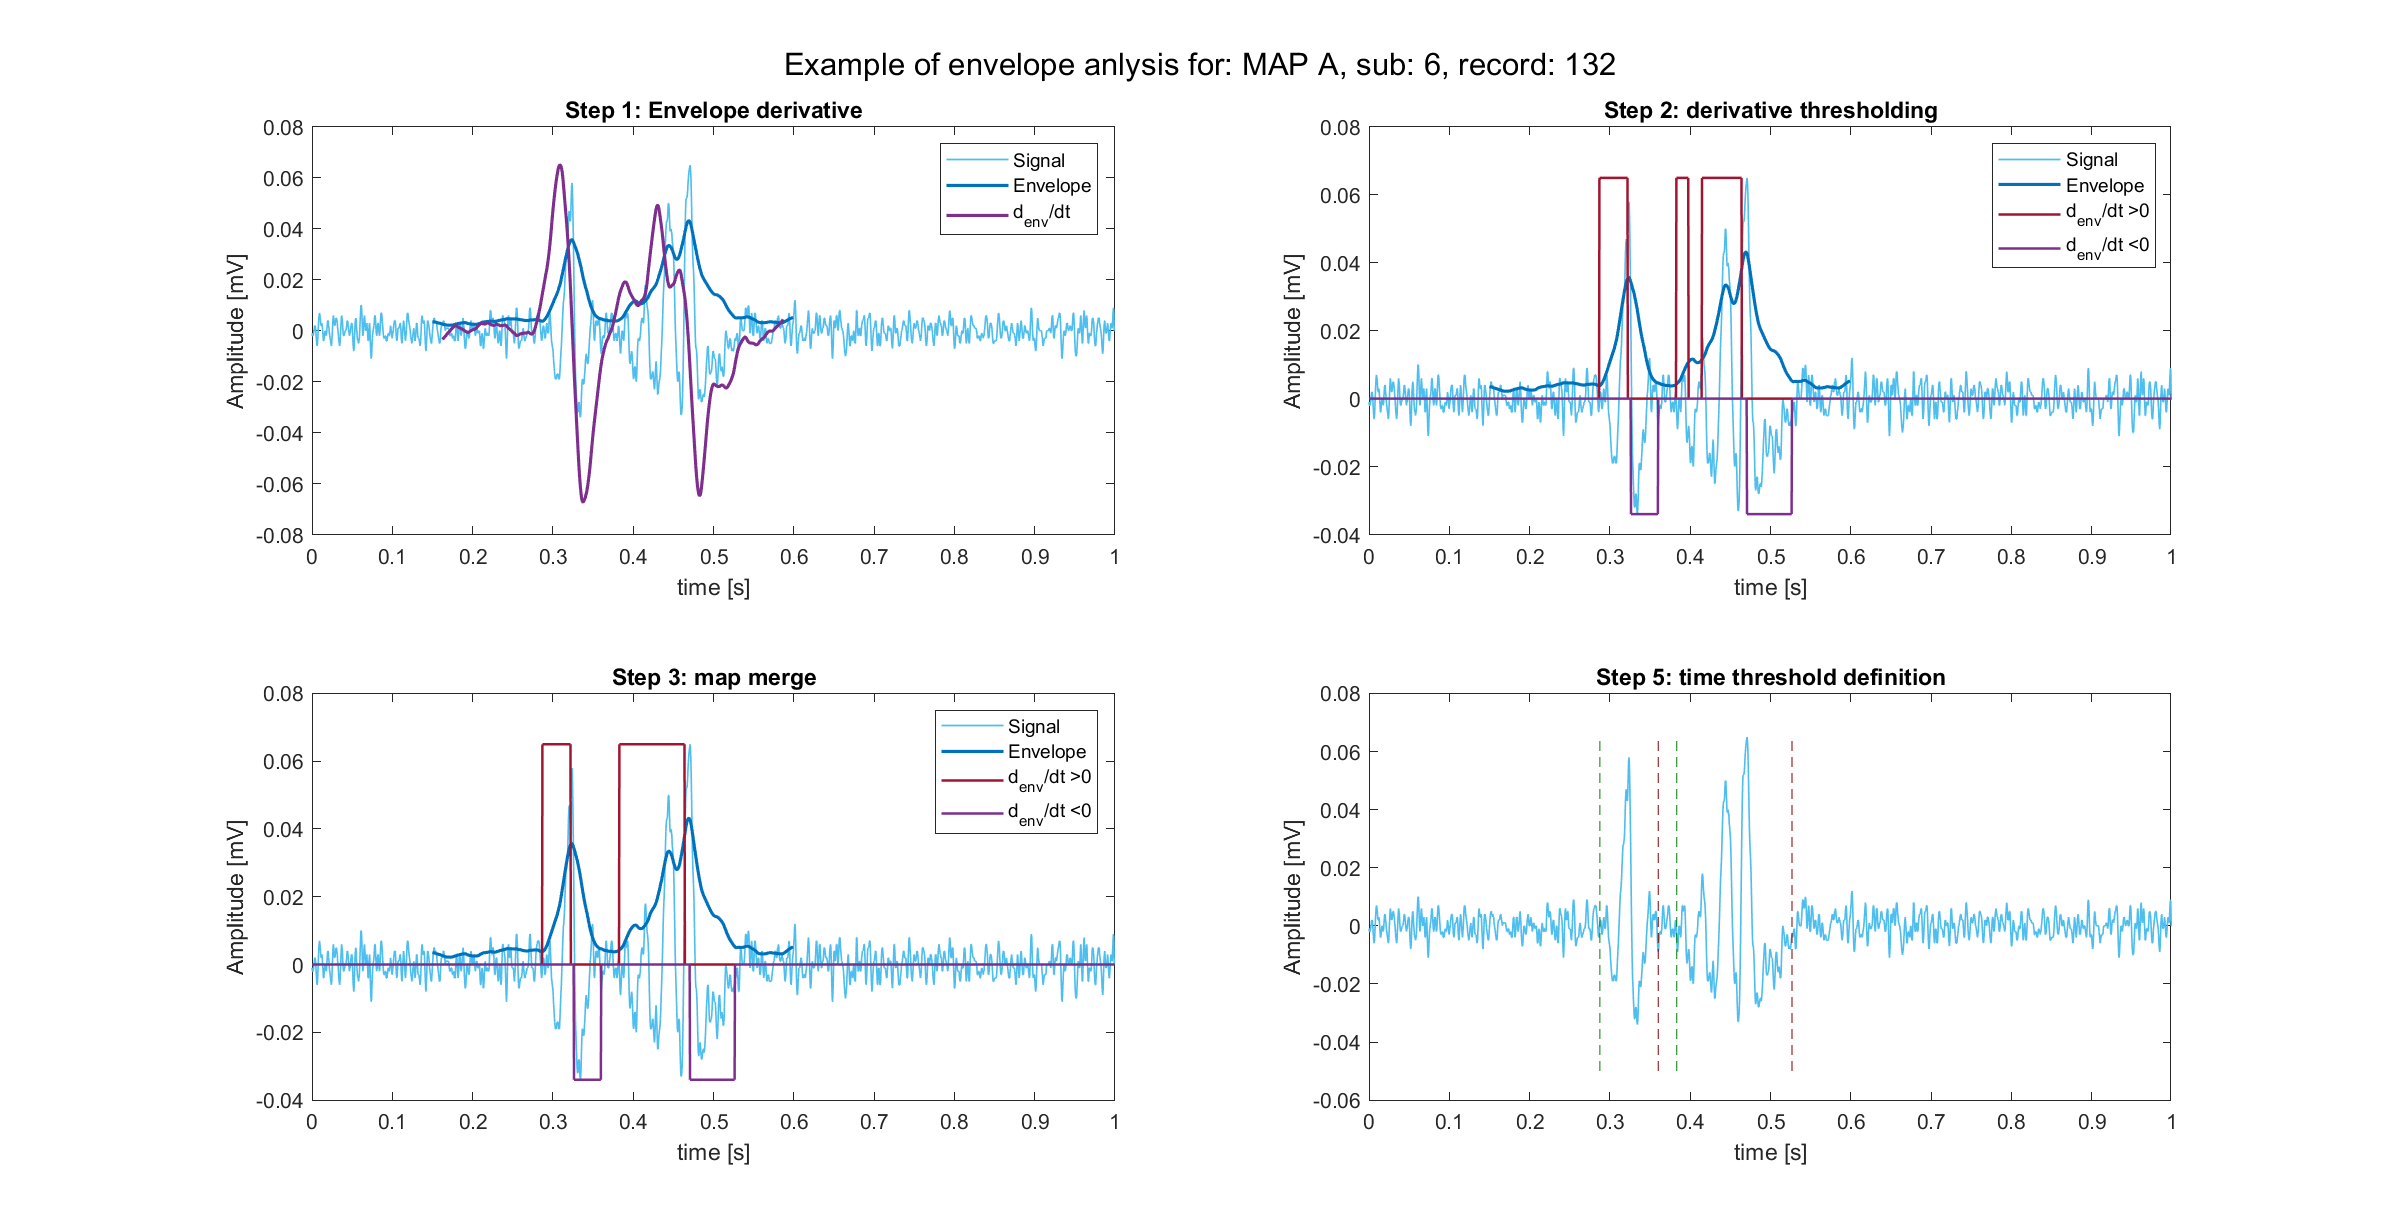 Example of envelope anlysis for: MAP A, sub: 6, record: 132
Step 1: Envelope derivative
0.08
0.06
0.04
0.02
0
-0.02
-0.04
-0.06
-0.08
Amplitude [mV]
0 0.1 0.2 0.3 0.4 0.5 0.6 0.7 0.8 0.9 1
time [s]
Signal
Envelope
d_env/dt
Step 2: derivative thresholding
0.08
0.06
0.04
0.02
0
-0.02
-0.04
Amplitude [mV]
0 0.1 0.2 0.3 0.4 0.5 0.6 0.7 0.8 0.9 1
time [s]
Signal
Envelope
d_env/dt >0
d_env/dt <0
Step 3: map merge
0.08
0.06
0.04
0.02
0
-0.02
-0.04
Amplitude [mV]
0 0.1 0.2 0.3 0.4 0.5 0.6 0.7 0.8 0.9 1
time [s]
Signal
Envelope
d_env/dt >0
d_env/dt <0
Step 5: time threshold definition
0.08
0.06
0.04
0.02
0
-0.02
-0.04
-0.06
Amplitude [mV]
0 0.1 0.2 0.3 0.4 0.5 0.6 0.7 0.8 0.9 1
time [s]